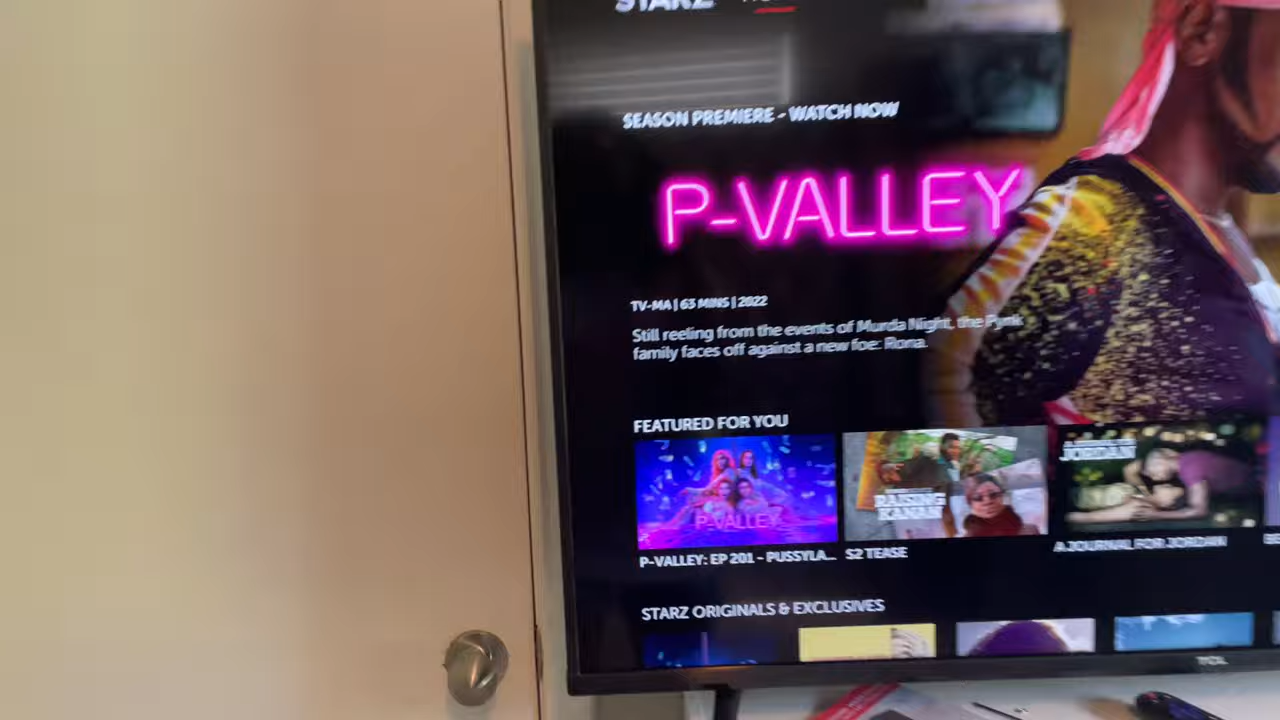 STARZ
SEASON PREMIERE - WATCH NOW
P-VALLEY
TV-MA | 63 MINS | 2022
Still reeling from the events of Murda Night, the Pynk
family faces off against a new foe: Rona.
FEATURED FOR YOU
P-VALLEY
RAISING
KANAN
JORDAN
P-VALLEY: EP 201 - PUSSYLA...
S2 TEASE
A JOURNAL FOR JORDAN
STARZ ORIGINALS & EXCLUSIVES
TCL